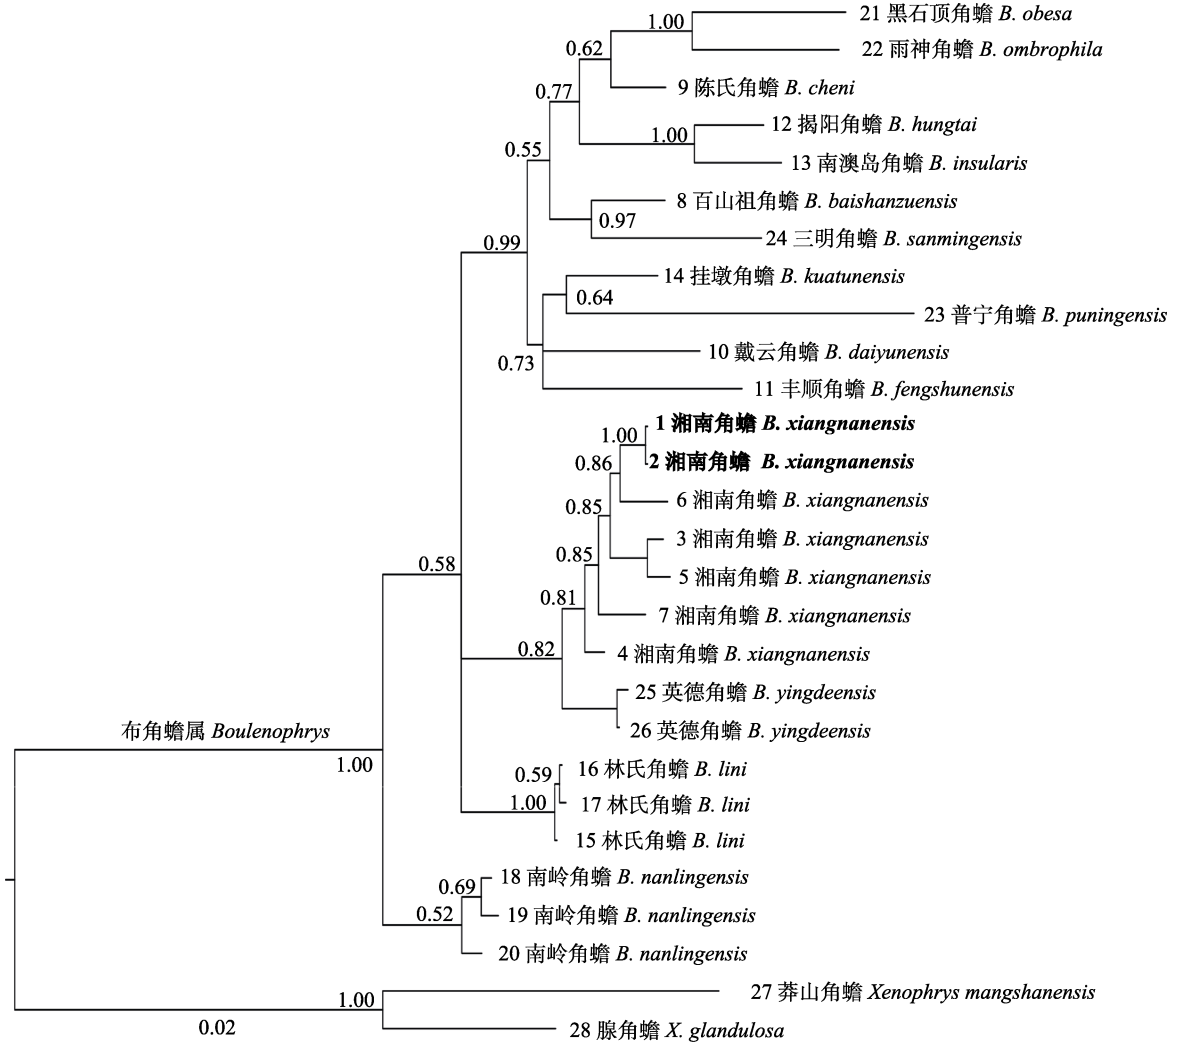 21 黑石顶角蟾 B. obesa
1.00
22 雨神角蟾 B. ombrophila
0.62
9 陈氏角蟾 B. cheni
0.77
12 揭阳角蟾 B. hungtai
1.00
13 南澳岛角蟾 B. insularis
0.55
8 百山祖角蟾 B. baishanzuensis
0.97
24 三明角蟾 B. sanmingensis
0.99
14 挂墩角蟾 B. kuatunensis
0.64
23 普宁角蟾 B. puningensis
10 戴云角蟾 B. daiyunensis
0.73
11 丰顺角蟾 B. fengshunensis
1 湘南角蟾 B. xiangnanensis
1.00
2 湘南角蟾 B. xiangnanensis
0.86
6 湘南角蟾 B. xiangnanensis
0.85
3 湘南角蟾 B. xiangnanensis
0.85
5 湘南角蟾 B. xiangnanensis
0.58
0.81
7 湘南角蟾 B. xiangnanensis
0.82
4 湘南角蟾 B. xiangnanensis
25 英德角蟾 B. yingdeensis
26 英德角蟾 B. yingdeensis
布角蟾属 Boulenophrys
1.00
16 林氏角蟾 B. lini
0.59
17 林氏角蟾 B. lini
1.00
15 林氏角蟾 B. lini
18 南岭角蟾 B. nanlingensis
0.69
19 南岭角蟾 B. nanlingensis
0.52
20 南岭角蟾 B. nanlingensis
27 莽山角蟾 Xenophrys mangshanensis
1.00
28 腺角蟾 X. glandulosa
0.02